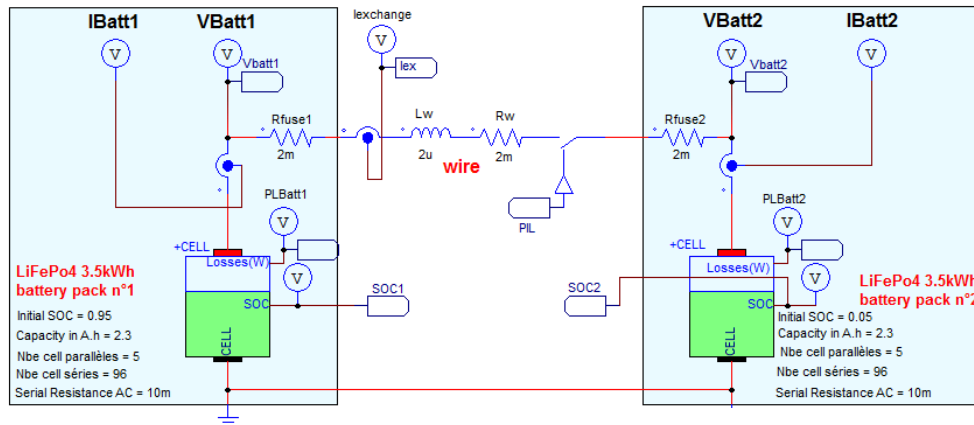 IBatt1
VBatt1
Iexchange
VBatt2
IBatt2
V
V
V
V
V
Vbatt1
Iex
Vbatt2
Rfuse1
Lw
Rw
Rfuse2
2m
2u
2m
2m
wire
PIL
PLBatt1
PLBatt2
V
V
+CELL
+CELL
Losses(W)
V
Losses(W)
V
LiFePo4 3.5kWh
battery pack n°1
SOC
SOC1
SOC2
SOC
LiFePo4 3.5kWh
battery pack n°2
Initial SOC = 0.95
Capacity in A.h = 2.3
Nbe cell parallèles = 5
Nbe cell séries = 96
Serial Resistance AC = 10m
CELL
CELL
Initial SOC = 0.05
Capacity in A.h = 2.3
Nbe cell parallèles = 5
Nbe cell séries = 96
Serial Resistance AC = 10m